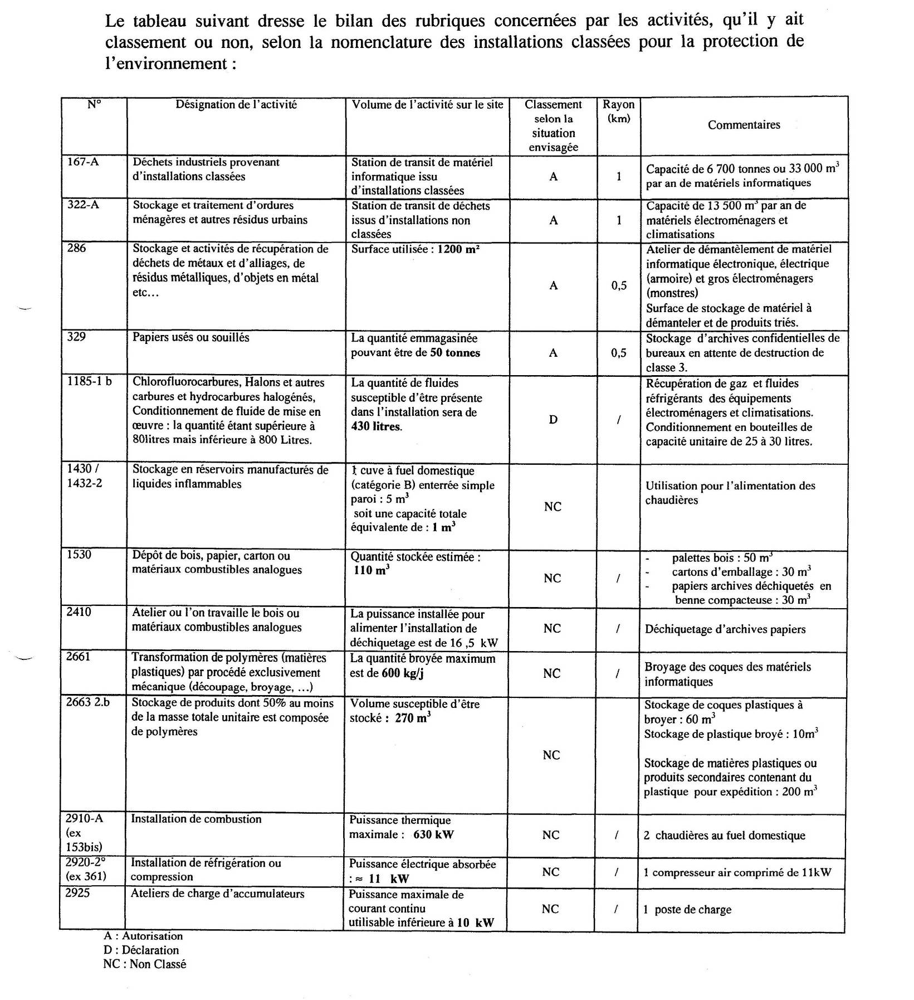 Le tableau suivant dresse le bilan des rubriques concernées par les activités, qu'il y ait
classement ou non, selon la nomenclature des installations classées pour la protection de
l'environnement :
N°
Désignation de l'activité
Volume de l'activité sur le site
Classement
selon la
situation
envisagée
Rayon
(km)
Commentaires
167-A
Déchets industriels provenant
d'installations classées
Station de transit de matériel
informatique issu
d'installations classées
A
1
Capacité de 6 700 tonnes ou 33 000 m³
par an de matériels informatiques
322-A
Stockage et traitement d'ordures
ménagères et autres résidus urbains
Station de transit de déchets
issus d'installations non
classées
A
1
Capacité de 13 500 m³ par an de
matériels électroménagers et
climatisations
286
Stockage et activités de récupération de
déchets de métaux et d'alliages, de
résidus métalliques, d'objets en métal
etc…
Surface utilisée : 1200 m²
A
0,5
Atelier de démantèlement de matériel
informatique électronique, électrique
(armoire) et gros électroménagers
(monstres)
Surface de stockage de matériel à
démanteler et de produits triés.
329
Papiers usés ou souillés
La quantité emmagasinée
pouvant être de 50 tonnes
A
0,5
Stockage d'archives confidentielles de
bureaux en attente de destruction de
classe 3.
1185-1 b
Chlorofluorocarbures, Halons et autres
carbures et hydrocarbures halogénés,
Conditionnement de fluide de mise en
œuvre : la quantité étant supérieure à
80litres mais inférieure à 800 Litres.
La quantité de fluides
susceptible d'être présente
dans l'installation sera de
430 litres.
D
/
Récupération de gaz et fluides
réfrigérants des équipements
électroménagers et climatisations.
Conditionnement en bouteilles de
capacité unitaire de 25 à 30 litres.
1430 /
1432-2
Stockage en réservoirs manufacturés de
liquides inflammables
1 cuve à fuel domestique
(catégorie B) enterrée simple
paroi : 5 m³
soit une capacité totale
équivalente de : 1 m³
NC
Utilisation pour l'alimentation des
chaudières
1530
Dépôt de bois, papier, carton ou
matériaux combustibles analogues
Quantité stockée estimée :
110 m³
NC
/
- palettes bois : 50 m³
- cartons d'emballage : 30 m³
- papiers archives déchiquetés en
benne compacteuse : 30 m³
2410
Atelier ou l'on travaille le bois ou
matériaux combustibles analogues
La puissance installée pour
alimenter l'installation de
déchiquetage est de 16 ,5 kW
NC
/
Déchiquetage d'archives papiers
2661
Transformation de polymères (matières
plastiques) par procédé exclusivement
mécanique (découpage, broyage, …)
La quantité broyée maximum
est de 600 kg/j
NC
/
Broyage des coques des matériels
informatiques
2663 2.b
Stockage de produits dont 50% au moins
de la masse totale unitaire est composée
de polymères
Volume susceptible d'être
stocké : 270 m³
NC
Stockage de coques plastiques à
broyer : 60 m³
Stockage de plastique broyé : 10m³
Stockage de matières plastiques ou
produits secondaires contenant du
plastique pour expédition : 200 m³
2910-A
(ex
153bis)
Installation de combustion
Puissance thermique
maximale : 630 kW
NC
/
2 chaudières au fuel domestique
2920-2°
(ex 361)
Installation de réfrigération ou
compression
Puissance électrique absorbée
: ≈ 11 kW
NC
/
1 compresseur air comprimé de 11kW
2925
Ateliers de charge d'accumulateurs
Puissance maximale de
courant continu
utilisable inférieure à 10 kW
NC
/
1 poste de charge
A : Autorisation
D : Déclaration
NC : Non Classé